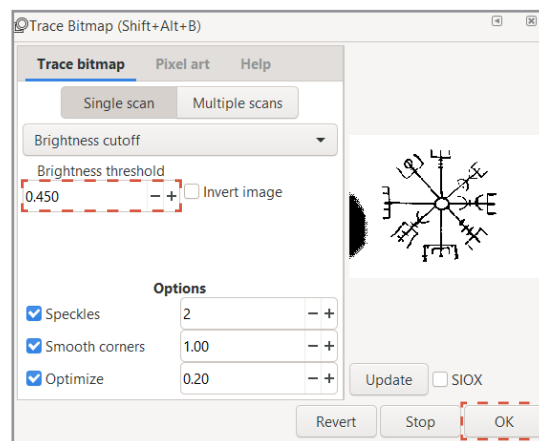 Trace Bitmap (Shift+Alt+B)
Trace bitmap Pixel art Help
Single scan Multiple scans
Brightness cutoff
Brightness threshold
0.450 − + Invert image
Options
Speckles 2 − +
Smooth corners 1.00 − +
Optimize 0.20 − +
Update SIOX
Revert Stop OK